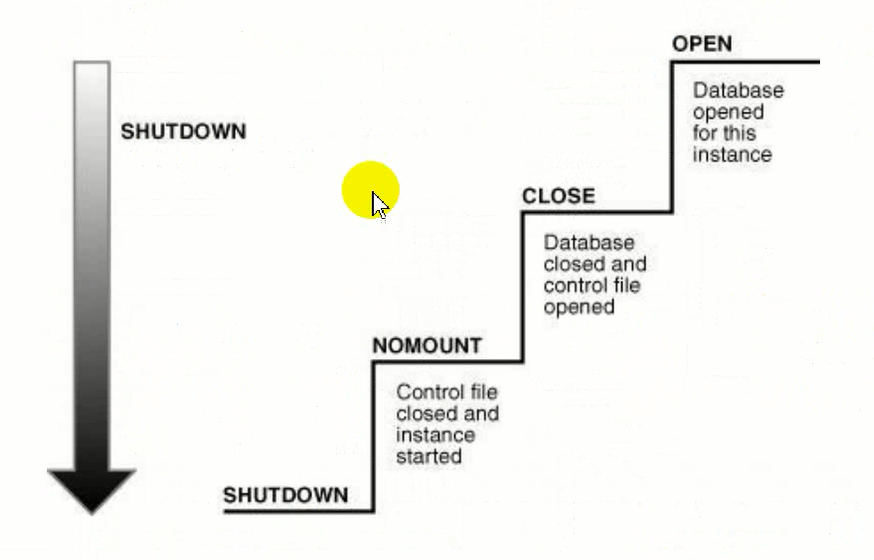 OPEN
Database
opened
for this
instance
SHUTDOWN
CLOSE
Database
closed and
control file
opened
NOMOUNT
Control file
closed and
instance
started
SHUTDOWN